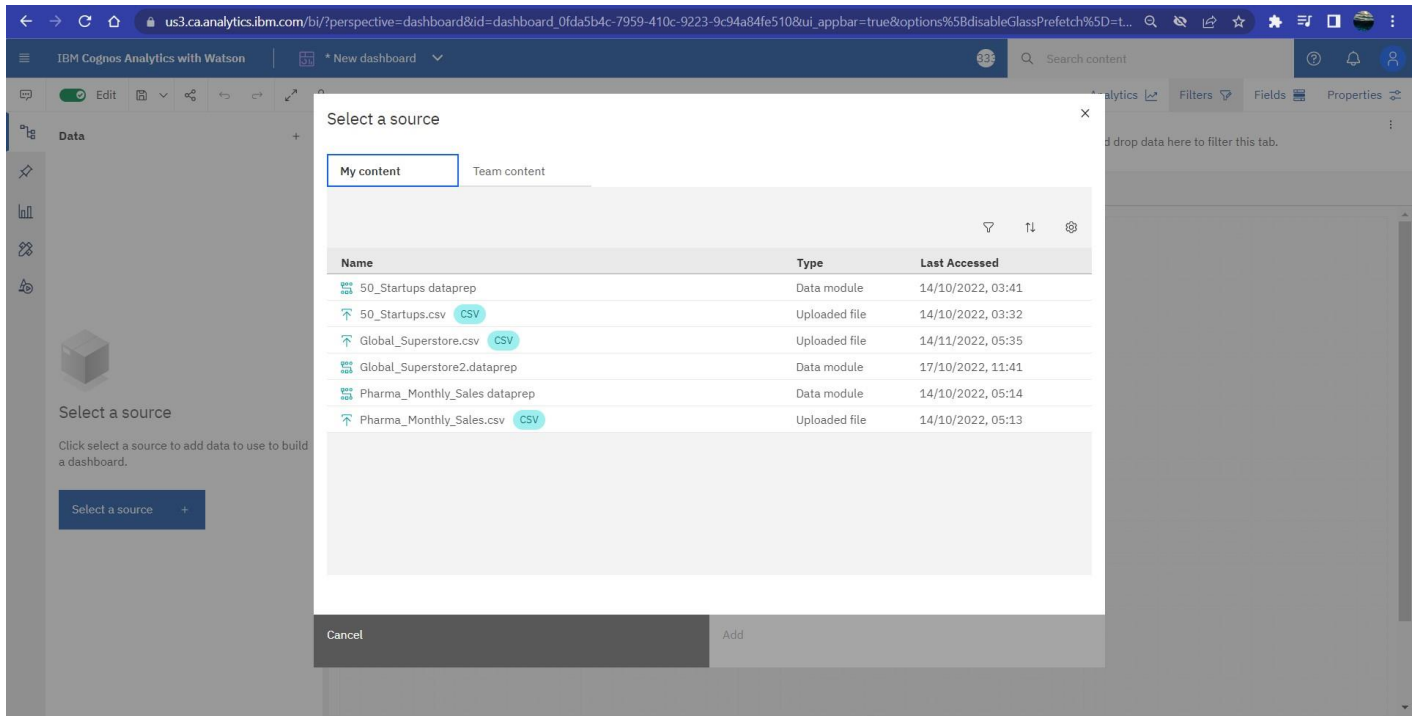 us3.ca.analytics.ibm.com/bi/?perspective=dashboard&id=dashboard_0fda5b4c-7959-410c-9223-9c94a84fe510&ui_appbar=true&options%5BdisableGlassPrefetch%5D=t...
IBM Cognos Analytics with Watson
* New dashboard
Search content
Edit
Filters
Fields
Properties
Data +
d drop data here to filter this tab.
Select a source
My content
Team content
Name Type Last Accessed
50_Startups dataprep Data module 14/10/2022, 03:41
50_Startups.csv CSV Uploaded file 14/10/2022, 03:32
Global_Superstore.csv CSV Uploaded file 14/11/2022, 05:35
Global_Superstore2.dataprep Data module 17/10/2022, 11:41
Pharma_Monthly_Sales dataprep Data module 14/10/2022, 05:14
Pharma_Monthly_Sales.csv CSV Uploaded file 14/10/2022, 05:13
Select a source
Click select a source to add data to use to build
a dashboard.
Select a source +
Cancel
Add